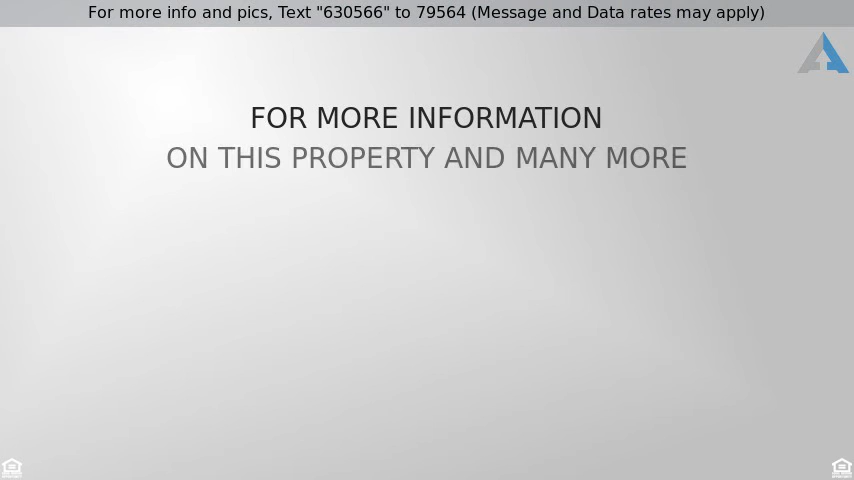 For more info and pics, Text "630566" to 79564 (Message and Data rates may apply)
FOR MORE INFORMATION
ON THIS PROPERTY AND MANY MORE